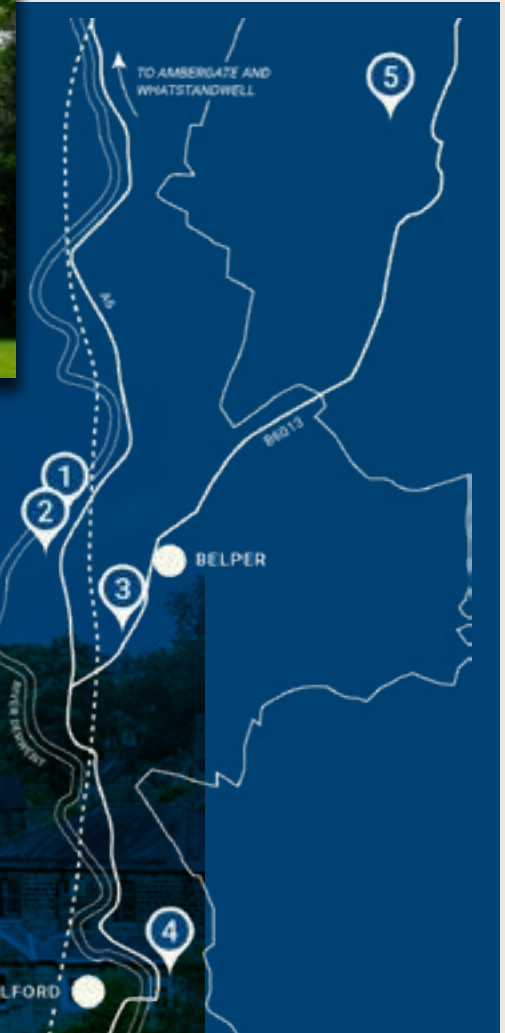 TO AMBERGATE AND
WHATSTANDWELL
5
A6
B6013
1
2
BELPER
3
RIVER DERWENT
4
LFORD